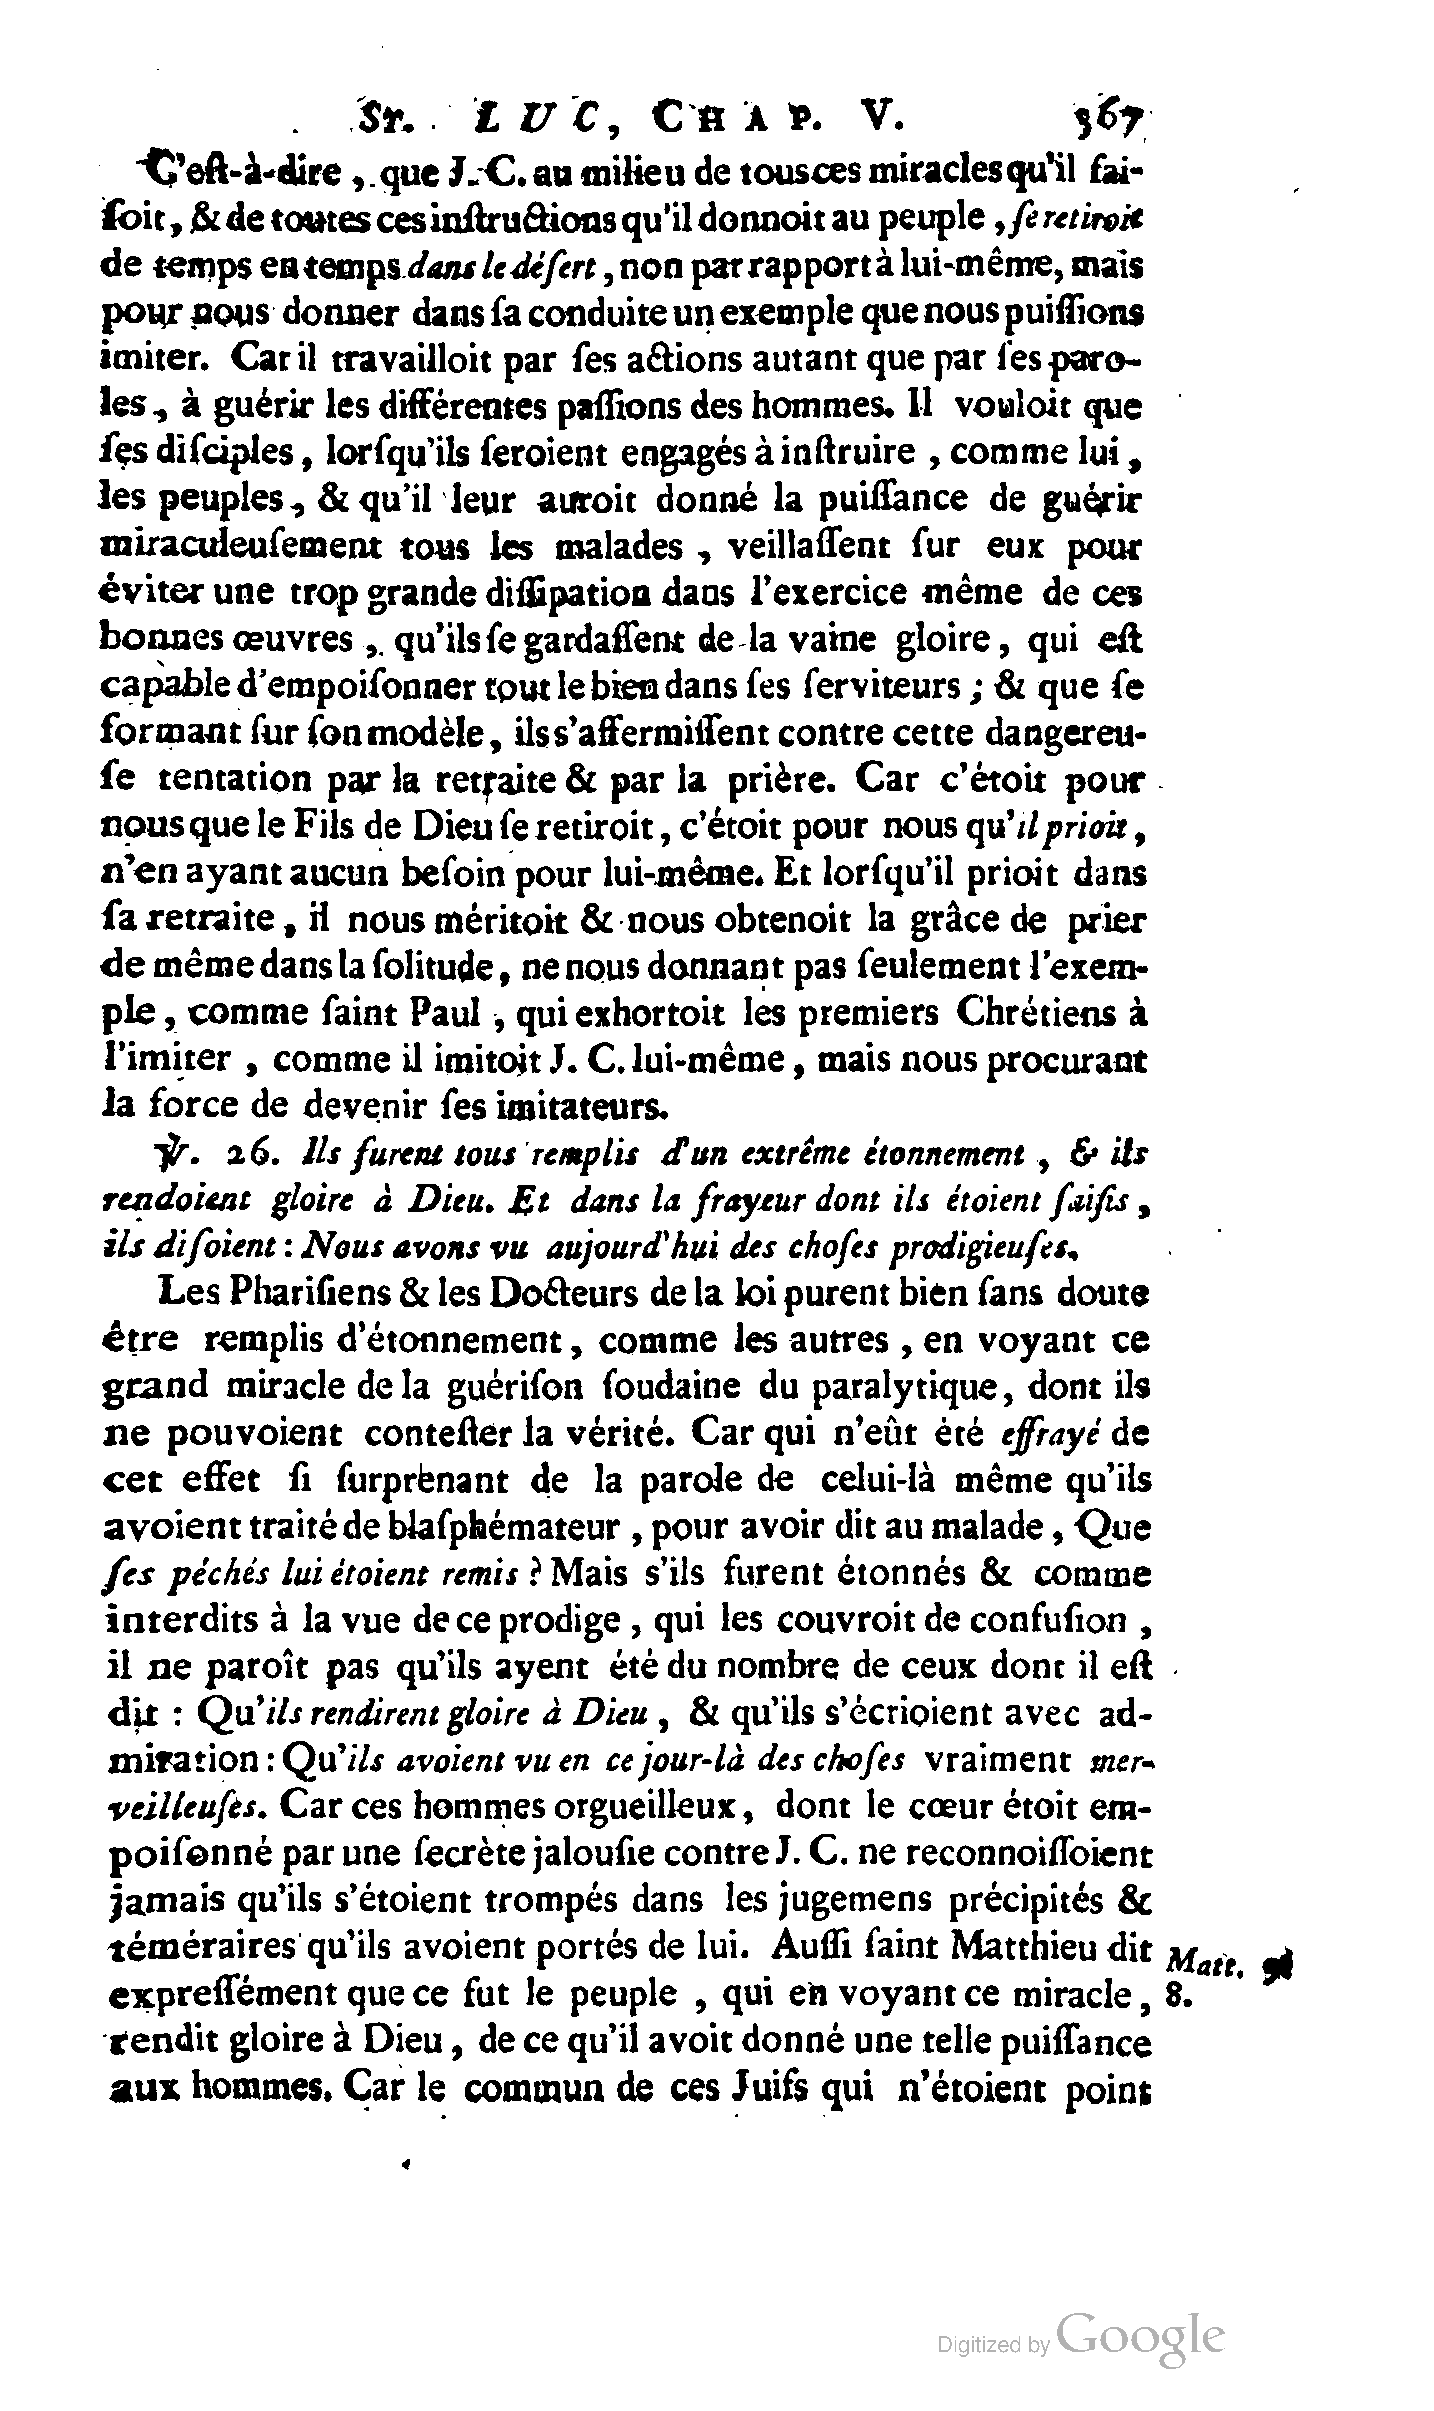 St. LUC, CHAP. V. 367
C'eſt-à-dire, que J. C. au milieu de tous ces miracles qu'il fai-
ſoit, & de toutes ces inſtructions qu'il donnoit au peuple, ſe retiroit
de temps en temps dans le déſert, non par rapport à lui-même, mais
pour nous donner dans ſa conduite un exemple que nous puiſſions
imiter. Car il travailloit par ſes actions autant que par ſes paro-
les, à guérir les différentes paſſions des hommes. Il vouloit que
ſes diſciples, lorſqu'ils ſeroient engagés à inſtruire, comme lui,
les peuples, & qu'il leur auroit donné la puiſſance de guérir
miraculeuſement tous les malades, veillaſſent ſur eux pour
éviter une trop grande diſſipation dans l'exercice même de ces
bonnes œuvres, qu'ils ſe gardaſſent de la vaine gloire, qui eſt
capable d'empoiſonner tout le bien dans ſes ſerviteurs; & que ſe
formant ſur ſon modèle, ils s'affermiſſent contre cette dangereu-
ſe tentation par la retraite & par la prière. Car c'étoit pour
nous que le Fils de Dieu ſe retiroit, c'étoit pour nous qu'il prioit,
n'en ayant aucun beſoin pour lui-même. Et lorſqu'il prioit dans
ſa retraite, il nous méritoit & nous obtenoit la grâce de prier
de même dans la ſolitude, ne nous donnant pas ſeulement l'exem-
ple, comme ſaint Paul, qui exhortoit les premiers Chrétiens à
l'imiter, comme il imitoit J. C. lui-même, mais nous procurant
la force de devenir ſes imitateurs.
℣. 26. Ils furent tous remplis d'un extrême étonnement, & ils
rendoient gloire à Dieu. Et dans la frayeur dont ils étoient ſaiſis,
ils diſoient: Nous avons vu aujourd'hui des choſes prodigieuſes.
Les Phariſiens & les Docteurs de la loi purent bien ſans doute
être remplis d'étonnement, comme les autres, en voyant ce
grand miracle de la guériſon ſoudaine du paralytique, dont ils
ne pouvoient conteſter la vérité. Car qui n'eût été effrayé de
cet effet ſi ſurprenant de la parole de celui-là même qu'ils
avoient traité de blaſphémateur, pour avoir dit au malade, Que
ſes péchés lui étoient remis? Mais s'ils furent étonnés & comme
interdits à la vue de ce prodige, qui les couvroit de confuſion,
il ne paroît pas qu'ils ayent été du nombre de ceux dont il eſt
dit: Qu'ils rendirent gloire à Dieu, & qu'ils s'écrioient avec ad-
miration: Qu'ils avoient vu en ce jour-là des choſes vraiment mer-
veilleuſes. Car ces hommes orgueilleux, dont le cœur étoit em-
poiſonné par une ſecrète jalouſie contre J. C. ne reconnoiſſoient
jamais qu'ils s'étoient trompés dans les jugemens précipités &
téméraires qu'ils avoient portés de lui. Auſſi ſaint Matthieu dit Matt. 9.
expreſſément que ce fut le peuple, qui en voyant ce miracle, 8.
rendit gloire à Dieu, de ce qu'il avoit donné une telle puiſſance
aux hommes. Car le commun de ces Juifs qui n'étoient point
Digitized by Google